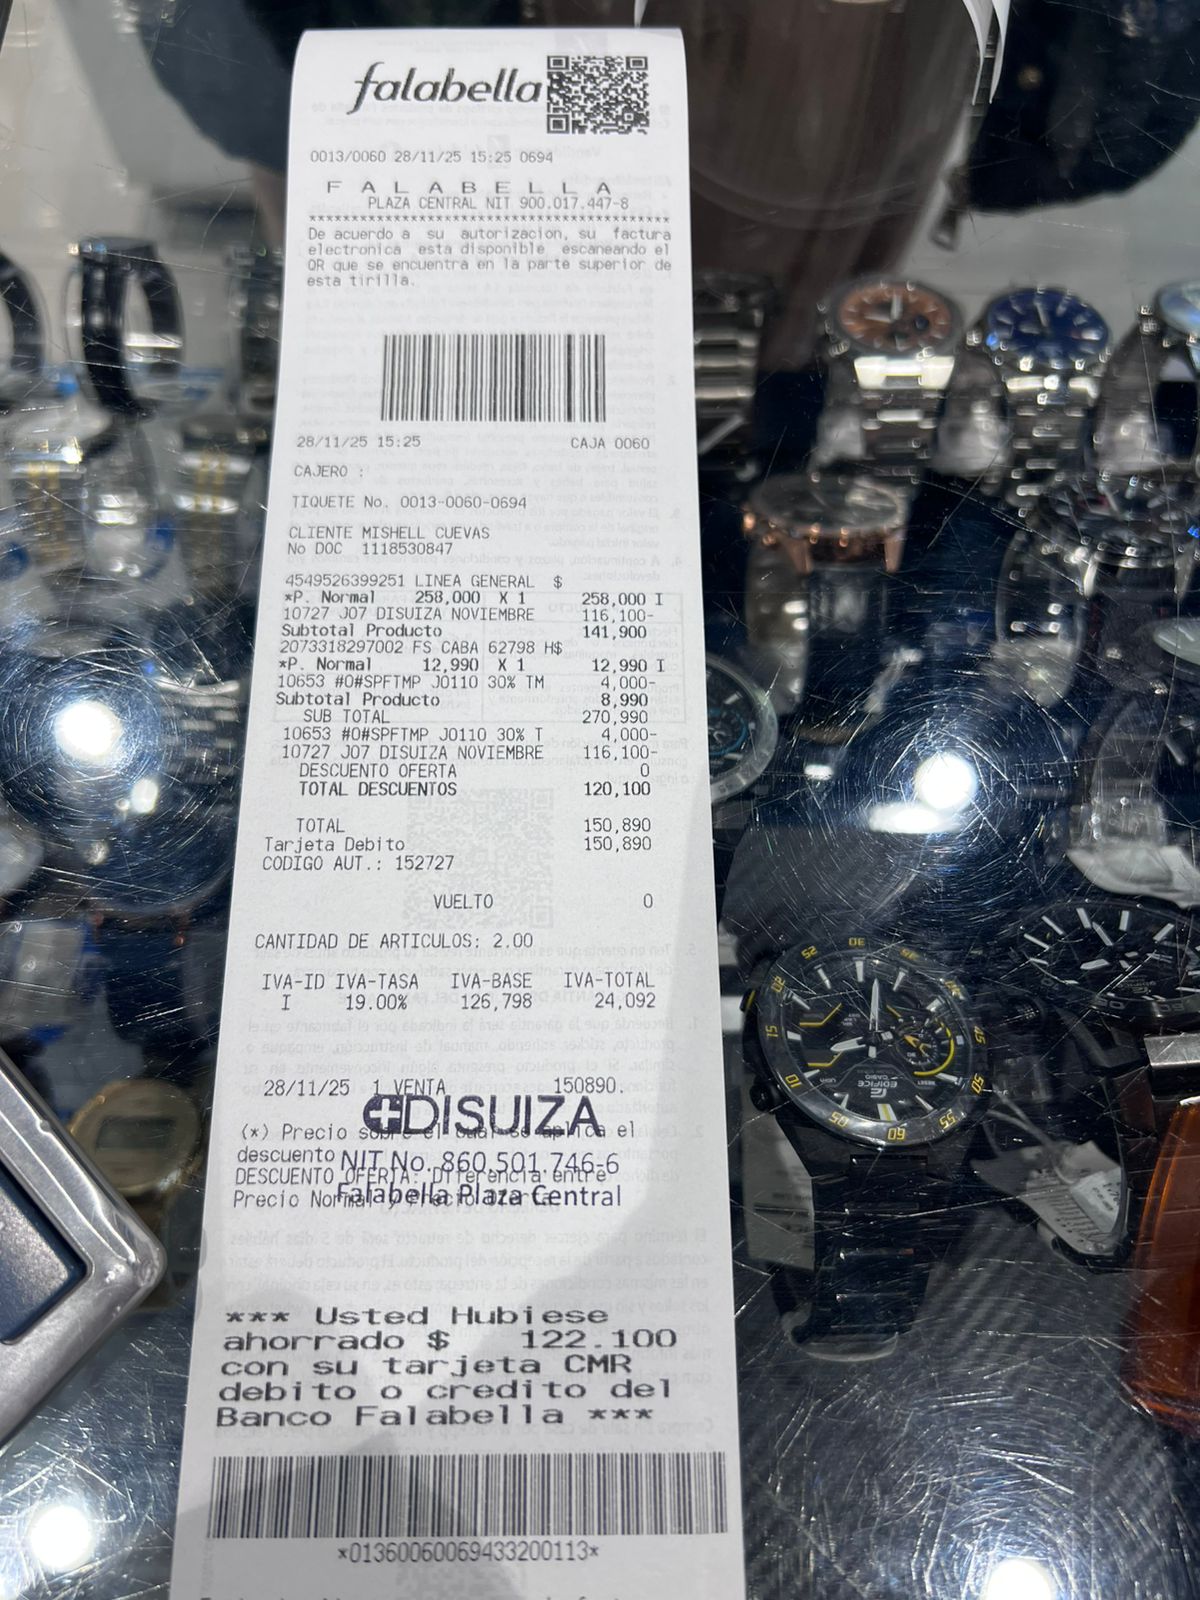 falabella
0013/0060 28/11/25 15:25 0694
F A L A B E L L A
PLAZA CENTRAL NIT 900.017.447-8
De acuerdo a su autorizacion, su factura
electronica esta disponible escaneando el
QR que se encuentra en la parte superior de
esta tirilla.
28/11/25 15:25 CAJA 0060
CAJERO :
TIQUETE No. 0013-0060-0694
CLIENTE MISHELL CUEVAS
No DOC 1118530847
4549526399251 LINEA GENERAL $
*P. Normal 258,000 X 1 258,000 I
10727 J07 DISUIZA NOVIEMBRE 116,100-
Subtotal Producto 141,900
2073318297002 FS CABA 62798 H$
*P. Normal 12,990 X 1 12,990 I
10653 #0#SPFTMP J0110 30% TM 4,000-
Subtotal Producto 8,990
SUB TOTAL 270,990
10653 #0#SPFTMP J0110 30% T 4,000-
10727 J07 DISUIZA NOVIEMBRE 116,100-
DESCUENTO OFERTA 0
TOTAL DESCUENTOS 120,100
TOTAL 150,890
Tarjeta Debito 150,890
CODIGO AUT.: 152727
VUELTO 0
CANTIDAD DE ARTICULOS: 2.00
IVA-ID IVA-TASA IVA-BASE IVA-TOTAL
I 19.00% 126,798 24,092
28/11/25 1 VENTA 150890.
DISUIZA
(*) Precio sobre el cual se aplica el
descuento
NIT No. 860.501.746-6
DESCUENTO OFERTA: Diferencia entre
Precio Normal y Precio
Falabella Plaza Central
*** Usted Hubiese
ahorrado $ 122.100
con su tarjeta CMR
debito o credito del
Banco Falabella ***
*01360060069433200113*
EDIFICE
CASIO